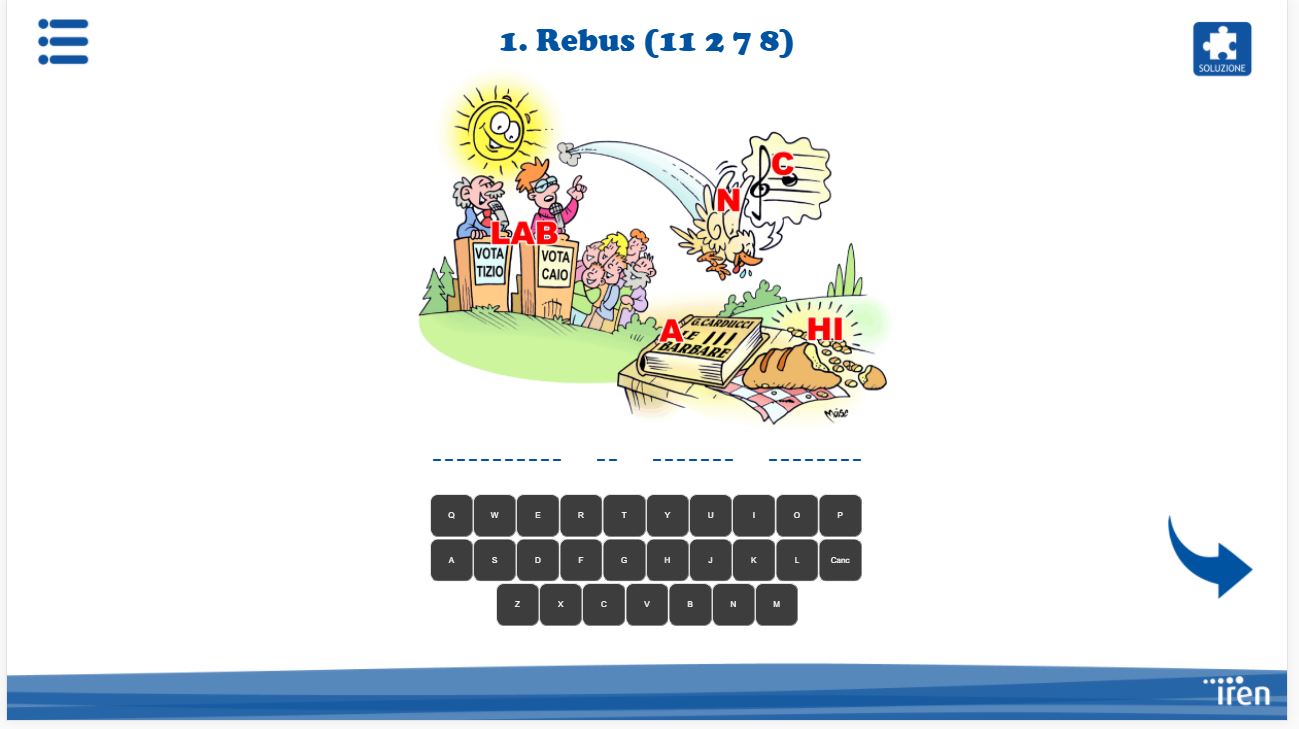 1. Rebus (11 2 7 8)
SOLUZIONE
C
N
LAB
VOTA
TIZIO
VOTA
CAIO
A
HI
G. CARDUCCI
LE III
BARBARE
Moise
Q W E R T Y U I O P
A S D F G H J K L Canc
Z X C V B N M
iren